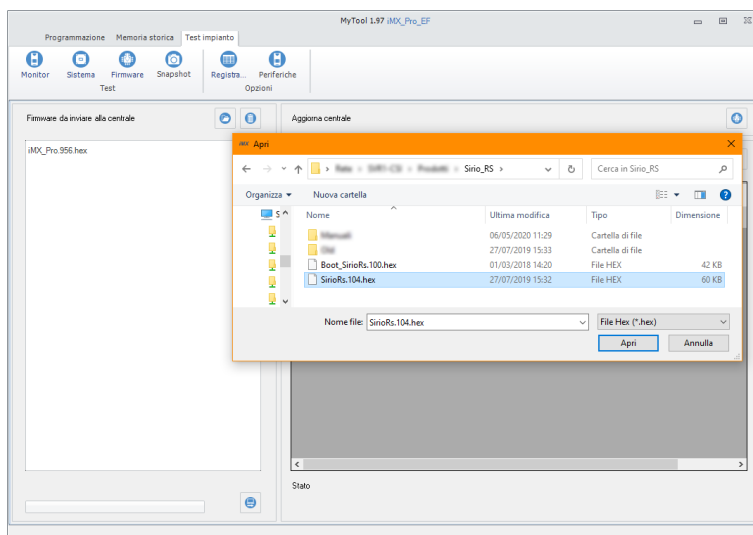 MyTool 1.97 iMX_Pro_EF
Programmazione Memoria storica Test impianto
Monitor Sistema Firmware Snapshot Registra... Periferiche
Test Opzioni
Firmware da inviare alla centrale
Aggiorna centrale
iMX_Pro.956.hex
iMX Apri
Sirio_RS
Cerca in Sirio_RS
Organizza Nuova cartella
S
Nome Ultima modifica Tipo Dimensione
06/05/2020 11:29 Cartella di file
27/07/2019 15:33 Cartella di file
Boot_SirioRs.100.hex 01/03/2018 14:20 File HEX 42 KB
SirioRs.104.hex 27/07/2019 15:32 File HEX 60 KB
Nome file: SirioRs.104.hex File Hex (*.hex)
Apri Annulla
Stato